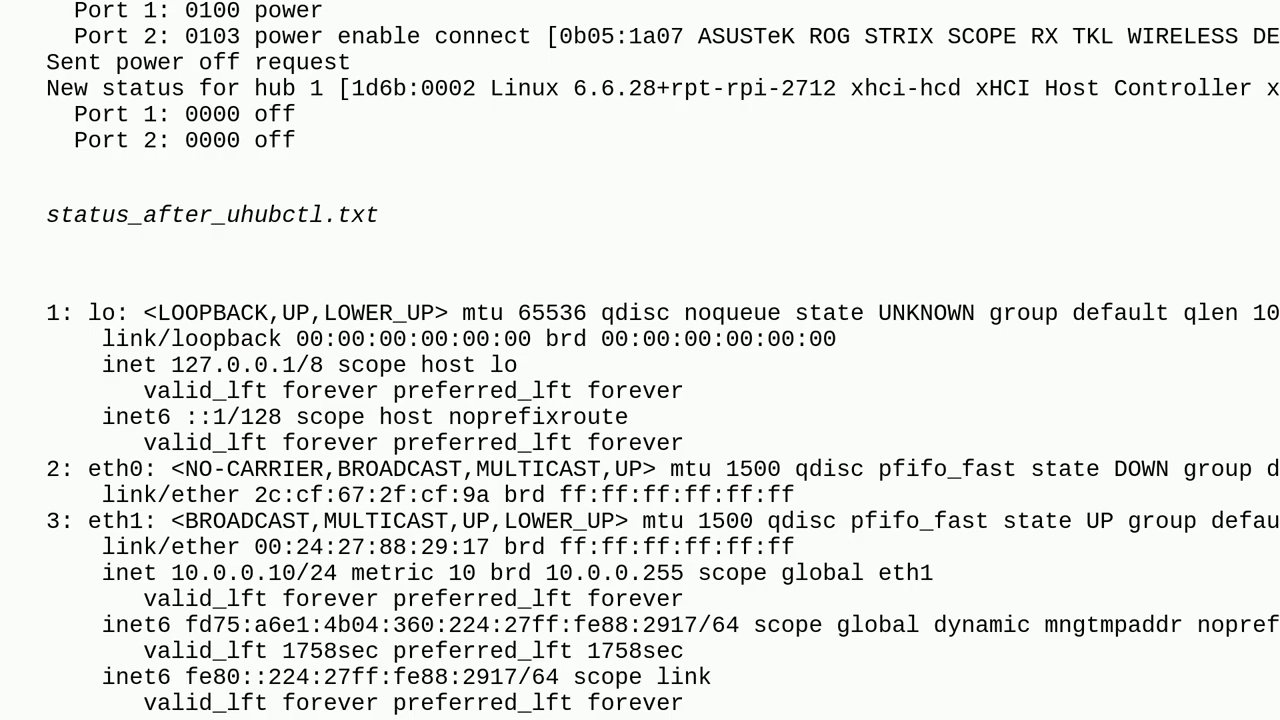 Port 1: 0100 power
Port 2: 0103 power enable connect [0b05:1a07 ASUSTeK ROG STRIX SCOPE RX TKL WIRELESS DE
Sent power off request
New status for hub 1 [1d6b:0002 Linux 6.6.28+rpt-rpi-2712 xhci-hcd xHCI Host Controller x
Port 1: 0000 off
Port 2: 0000 off
status_after_uhubctl.txt
1: lo: <LOOPBACK,UP,LOWER_UP> mtu 65536 qdisc noqueue state UNKNOWN group default qlen 10
link/loopback 00:00:00:00:00:00 brd 00:00:00:00:00:00
inet 127.0.0.1/8 scope host lo
valid_lft forever preferred_lft forever
inet6 ::1/128 scope host noprefixroute
valid_lft forever preferred_lft forever
2: eth0: <NO-CARRIER,BROADCAST,MULTICAST,UP> mtu 1500 qdisc pfifo_fast state DOWN group d
link/ether 2c:cf:67:2f:cf:9a brd ff:ff:ff:ff:ff:ff
3: eth1: <BROADCAST,MULTICAST,UP,LOWER_UP> mtu 1500 qdisc pfifo_fast state UP group defau
link/ether 00:24:27:88:29:17 brd ff:ff:ff:ff:ff:ff
inet 10.0.0.10/24 metric 10 brd 10.0.0.255 scope global eth1
valid_lft forever preferred_lft forever
inet6 fd75:a6e1:4b04:360:224:27ff:fe88:2917/64 scope global dynamic mngtmpaddr nopref
valid_lft 1758sec preferred_lft 1758sec
inet6 fe80::224:27ff:fe88:2917/64 scope link
valid_lft forever preferred_lft forever